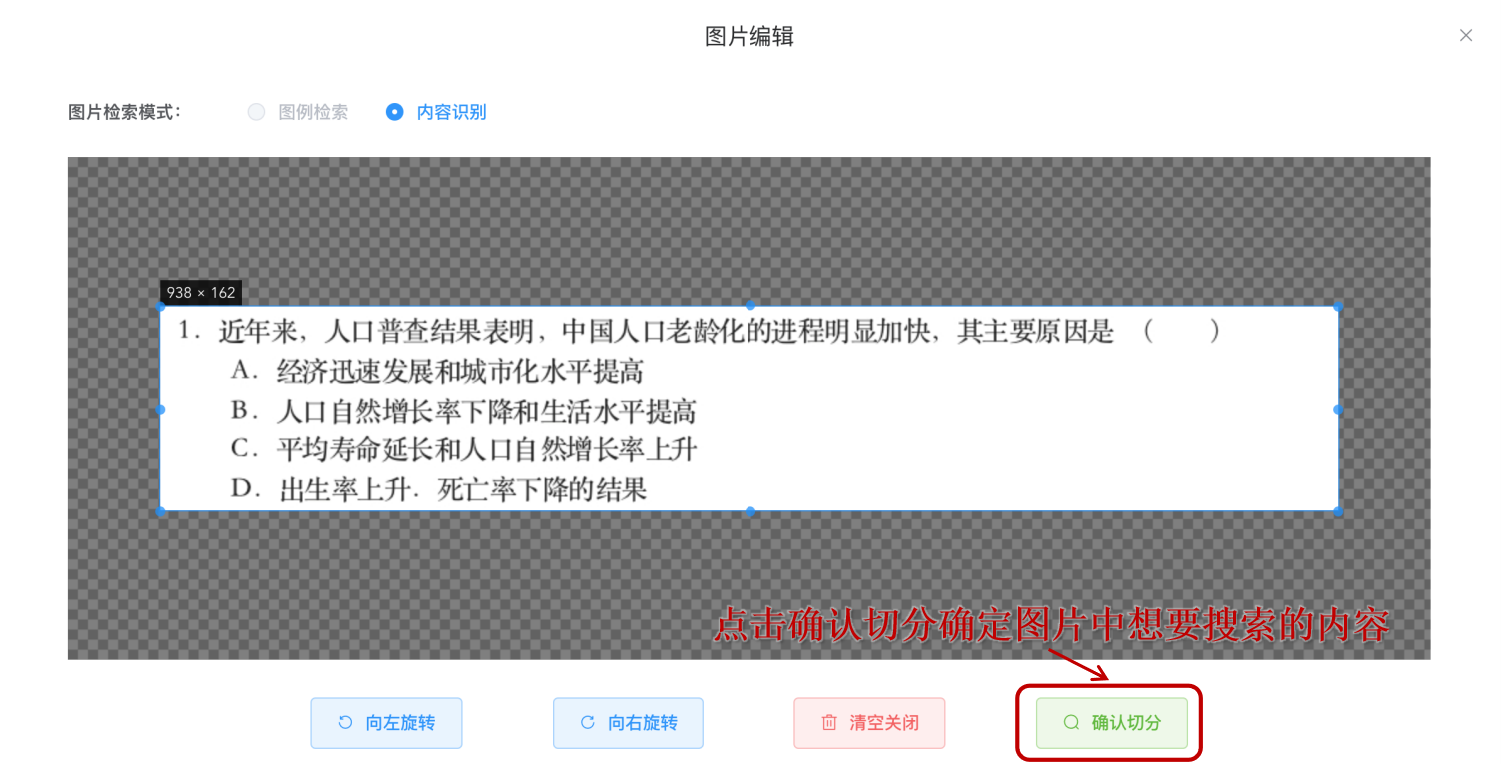 图片编辑
图片检索模式： 图例检索 内容识别
938 × 162
1. 近年来，人口普查结果表明，中国人口老龄化的进程明显加快，其主要原因是 （ ）
A. 经济迅速发展和城市化水平提高
B. 人口自然增长率下降和生活水平提高
C. 平均寿命延长和人口自然增长率上升
D. 出生率上升．死亡率下降的结果
点击确认切分确定图片中想要搜索的内容
向左旋转 向右旋转 清空关闭 确认切分